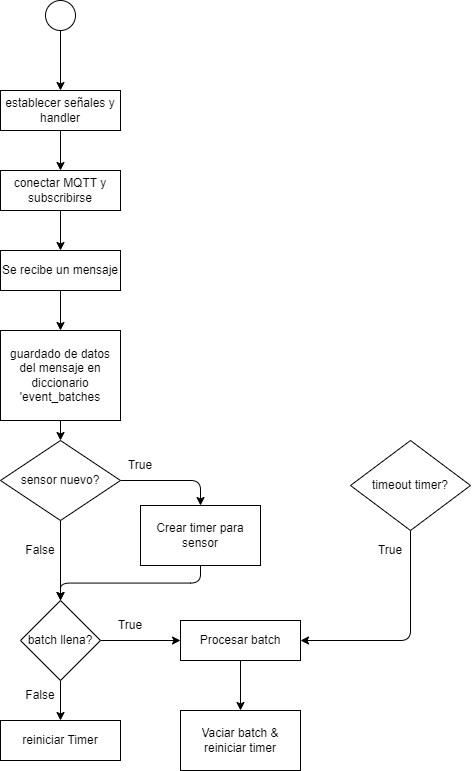 establecer señales y
handler
conectar MQTT y
subscribirse
Se recibe un mensaje
guardado de datos
del mensaje en
diccionario
'event_batches
sensor nuevo?
True
timeout timer?
Crear timer para
sensor
False
True
batch llena?
True
Procesar batch
False
reiniciar Timer
Vaciar batch &
reiniciar timer